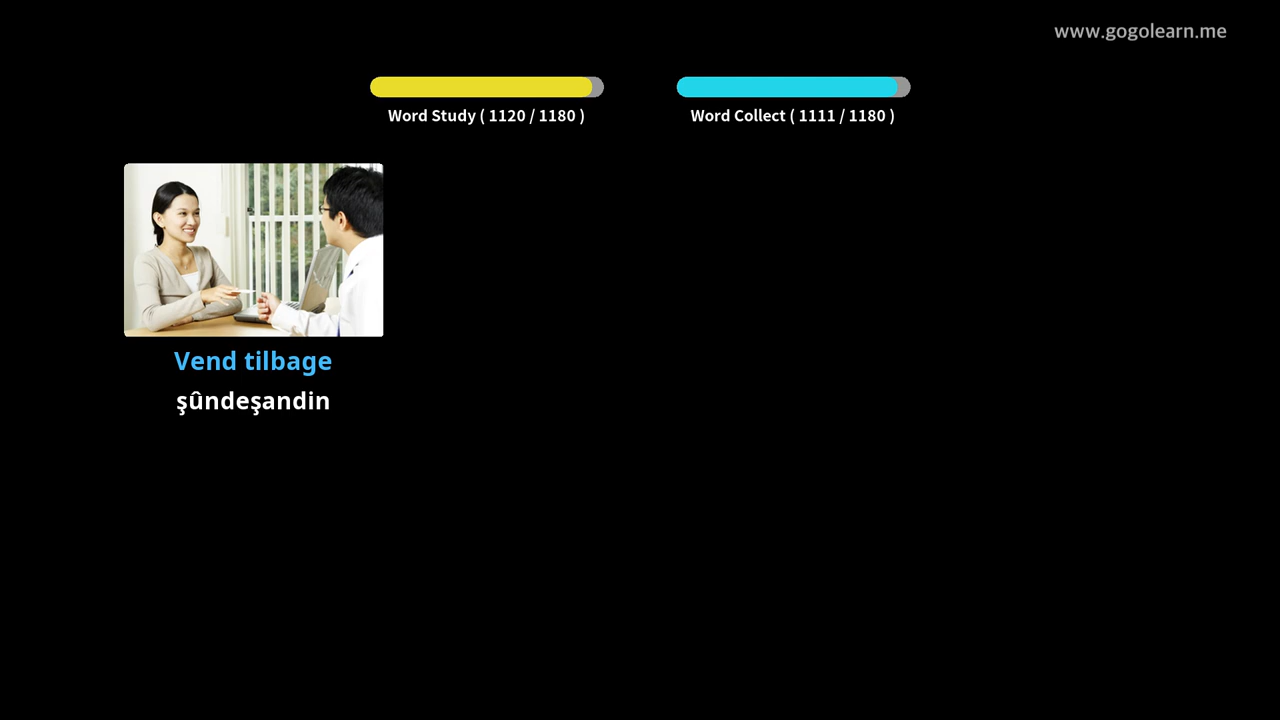 www.gogolearn.me
Word Study ( 1120 / 1180 )
Word Collect ( 1111 / 1180 )
Vend tilbage
şûndeşandin